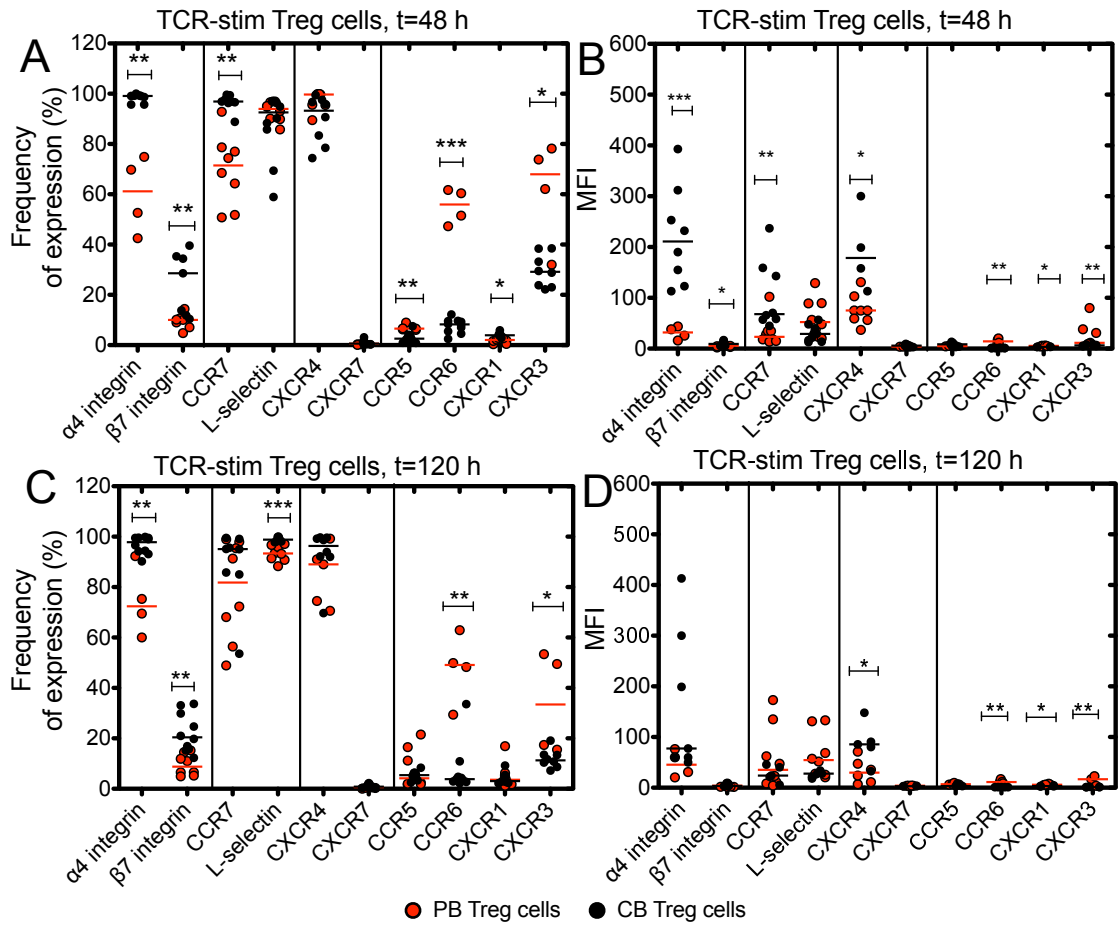 TCR-stim Treg cells, t=48 h
A
Frequency
of expression (%)
120
100
80
60
40
20
0
**
**
**
**
***
*
*
α4 integrin
β7 integrin
CCR7
L-selectin
CXCR4
CXCR7
CCR5
CCR6
CXCR1
CXCR3
TCR-stim Treg cells, t=48 h
B
MFI
600
500
400
300
200
100
0
***
*
**
*
**
*
**
α4 integrin
β7 integrin
CCR7
L-selectin
CXCR4
CXCR7
CCR5
CCR6
CXCR1
CXCR3
TCR-stim Treg cells, t=120 h
C
Frequency
of expression (%)
120
100
80
60
40
20
0
**
**
***
**
*
α4 integrin
β7 integrin
CCR7
L-selectin
CXCR4
CXCR7
CCR5
CCR6
CXCR1
CXCR3
TCR-stim Treg cells, t=120 h
D
MFI
600
500
400
300
200
100
0
*
**
*
**
α4 integrin
β7 integrin
CCR7
L-selectin
CXCR4
CXCR7
CCR5
CCR6
CXCR1
CXCR3
PB Treg cells
CB Treg cells